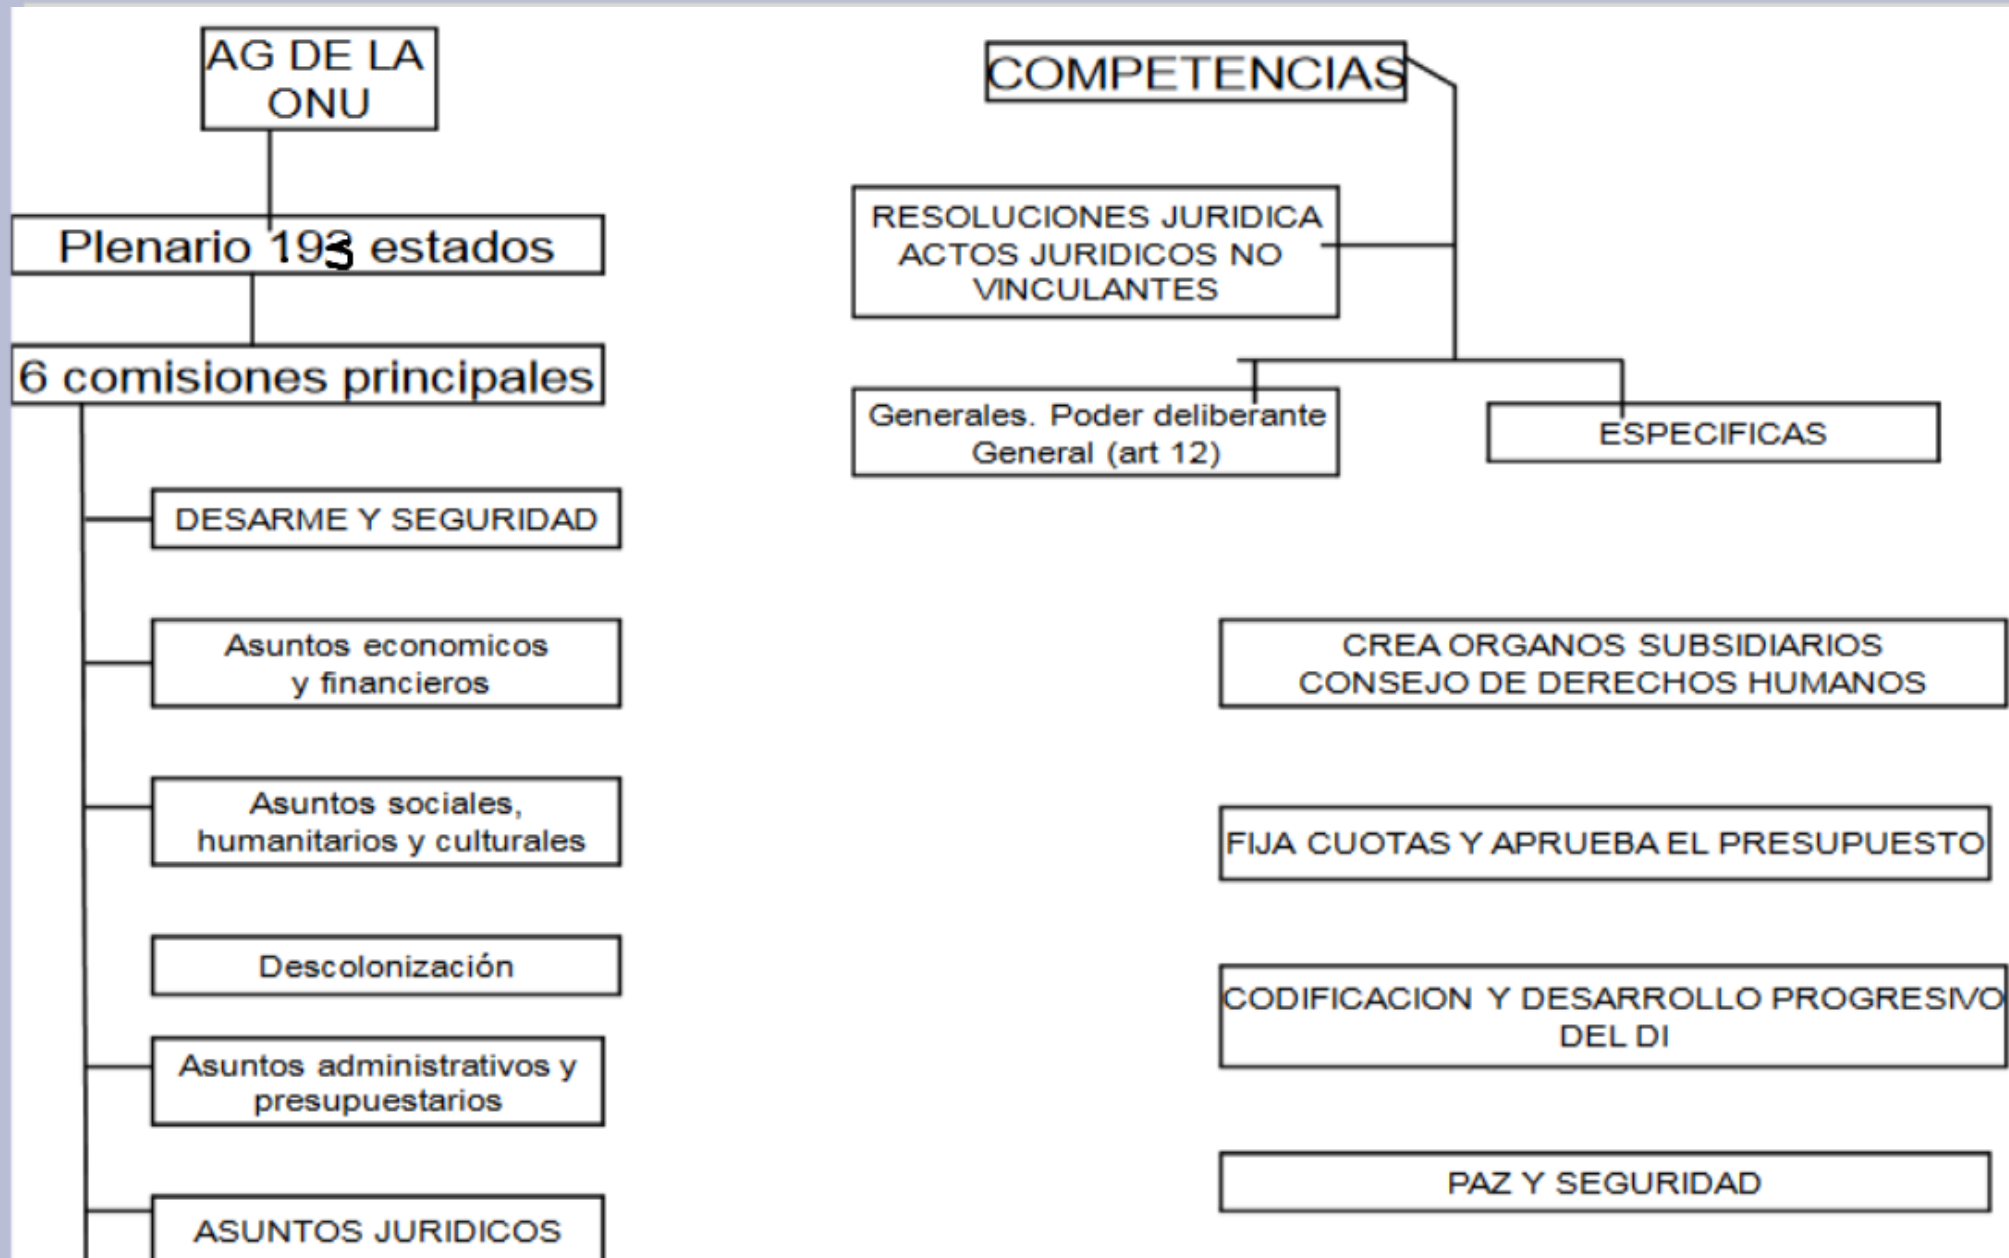 AG DE LA
ONU
Plenario 193 estados
6 comisiones principales
DESARME Y SEGURIDAD
Asuntos economicos
y financieros
Asuntos sociales,
humanitarios y culturales
Descolonización
Asuntos administrativos y
presupuestarios
ASUNTOS JURIDICOS
COMPETENCIAS
RESOLUCIONES JURIDICA
ACTOS JURIDICOS NO
VINCULANTES
Generales. Poder deliberante
General (art 12)
ESPECIFICAS
CREA ORGANOS SUBSIDIARIOS
CONSEJO DE DERECHOS HUMANOS
FIJA CUOTAS Y APRUEBA EL PRESUPUESTO
CODIFICACION Y DESARROLLO PROGRESIVO
DEL DI
PAZ Y SEGURIDAD